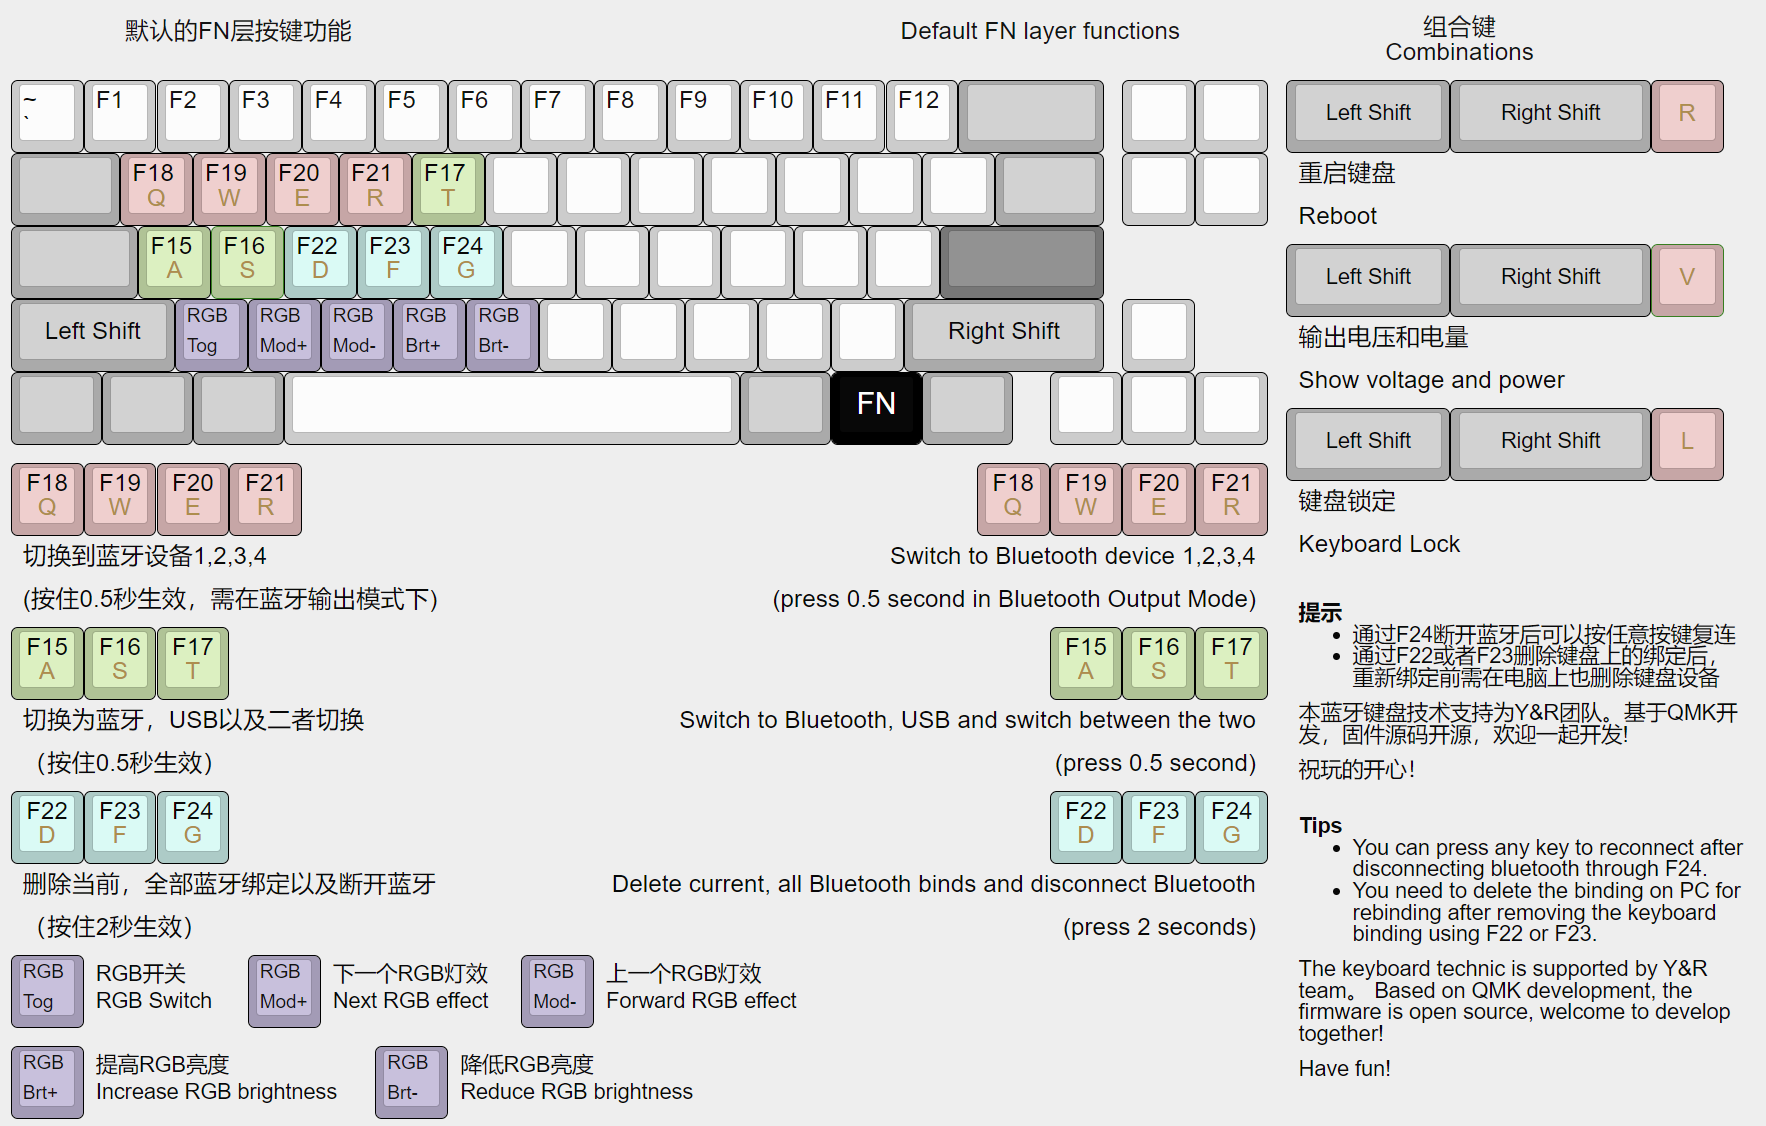 默认的FN层按键功能
Default FN layer functions
组合键
Combinations
~ F1 F2 F3 F4 F5 F6 F7 F8 F9 F10 F11 F12
`
F18 F19 F20 F21 F17
Q W E R T
F15 F16 F22 F23 F24
A S D F G
Left Shift
RGB RGB RGB RGB RGB
Tog Mod+ Mod- Brt+ Brt-
Right Shift
FN
F18 F19 F20 F21
Q W E R
切换到蓝牙设备1,2,3,4
(按住0.5秒生效，需在蓝牙输出模式下)
F18 F19 F20 F21
Q W E R
Switch to Bluetooth device 1,2,3,4
(press 0.5 second in Bluetooth Output Mode)
F15 F16 F17
A S T
切换为蓝牙，USB以及二者切换
（按住0.5秒生效）
F15 F16 F17
A S T
Switch to Bluetooth, USB and switch between the two
(press 0.5 second)
F22 F23 F24
D F G
删除当前，全部蓝牙绑定以及断开蓝牙
（按住2秒生效）
F22 F23 F24
D F G
Delete current, all Bluetooth binds and disconnect Bluetooth
(press 2 seconds)
RGB
Tog
RGB开关
RGB Switch
RGB
Mod+
下一个RGB灯效
Next RGB effect
RGB
Mod-
上一个RGB灯效
Forward RGB effect
RGB
Brt+
提高RGB亮度
Increase RGB brightness
RGB
Brt-
降低RGB亮度
Reduce RGB brightness
Left Shift Right Shift R
重启键盘
Reboot
Left Shift Right Shift V
输出电压和电量
Show voltage and power
Left Shift Right Shift L
键盘锁定
Keyboard Lock
提示
• 通过F24断开蓝牙后可以按任意按键复连
• 通过F22或者F23删除键盘上的绑定后，
重新绑定前需在电脑上也删除键盘设备
本蓝牙键盘技术支持为Y&R团队。基于QMK开
发，固件源码开源，欢迎一起开发!
祝玩的开心!
Tips
• You can press any key to reconnect after
disconnecting bluetooth through F24.
• You need to delete the binding on PC for
rebinding after removing the keyboard
binding using F22 or F23.
The keyboard technic is supported by Y&R
team。 Based on QMK development, the
firmware is open source, welcome to develop
together!
Have fun!